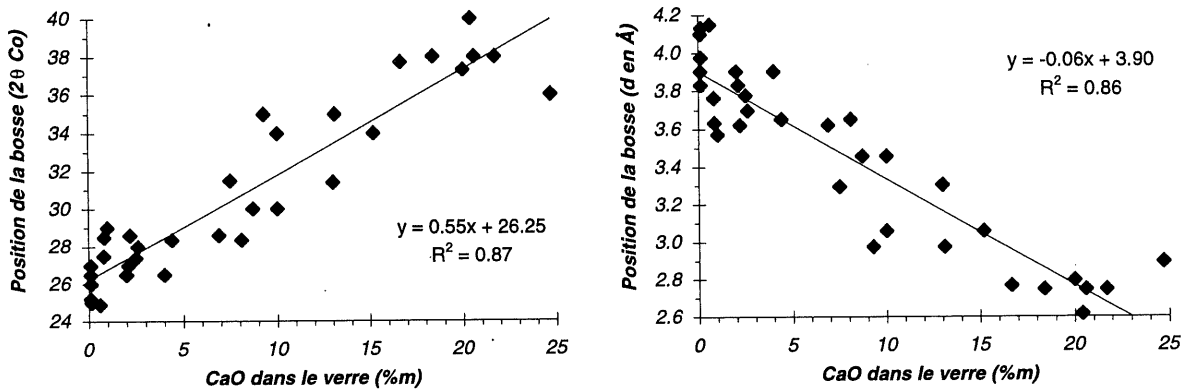 Position de la bosse (2θ Co)
40
38
36
34
32
30
28
26
24
y = 0.55x + 26.25
R² = 0.87
0 5 10 15 20 25
CaO dans le verre (%m)
Position de la bosse (d en Å)
4.2
4.0
3.8
3.6
3.4
3.2
3.0
2.8
2.6
y = -0.06x + 3.90
R² = 0.86
0 5 10 15 20 25
CaO dans le verre (%m)